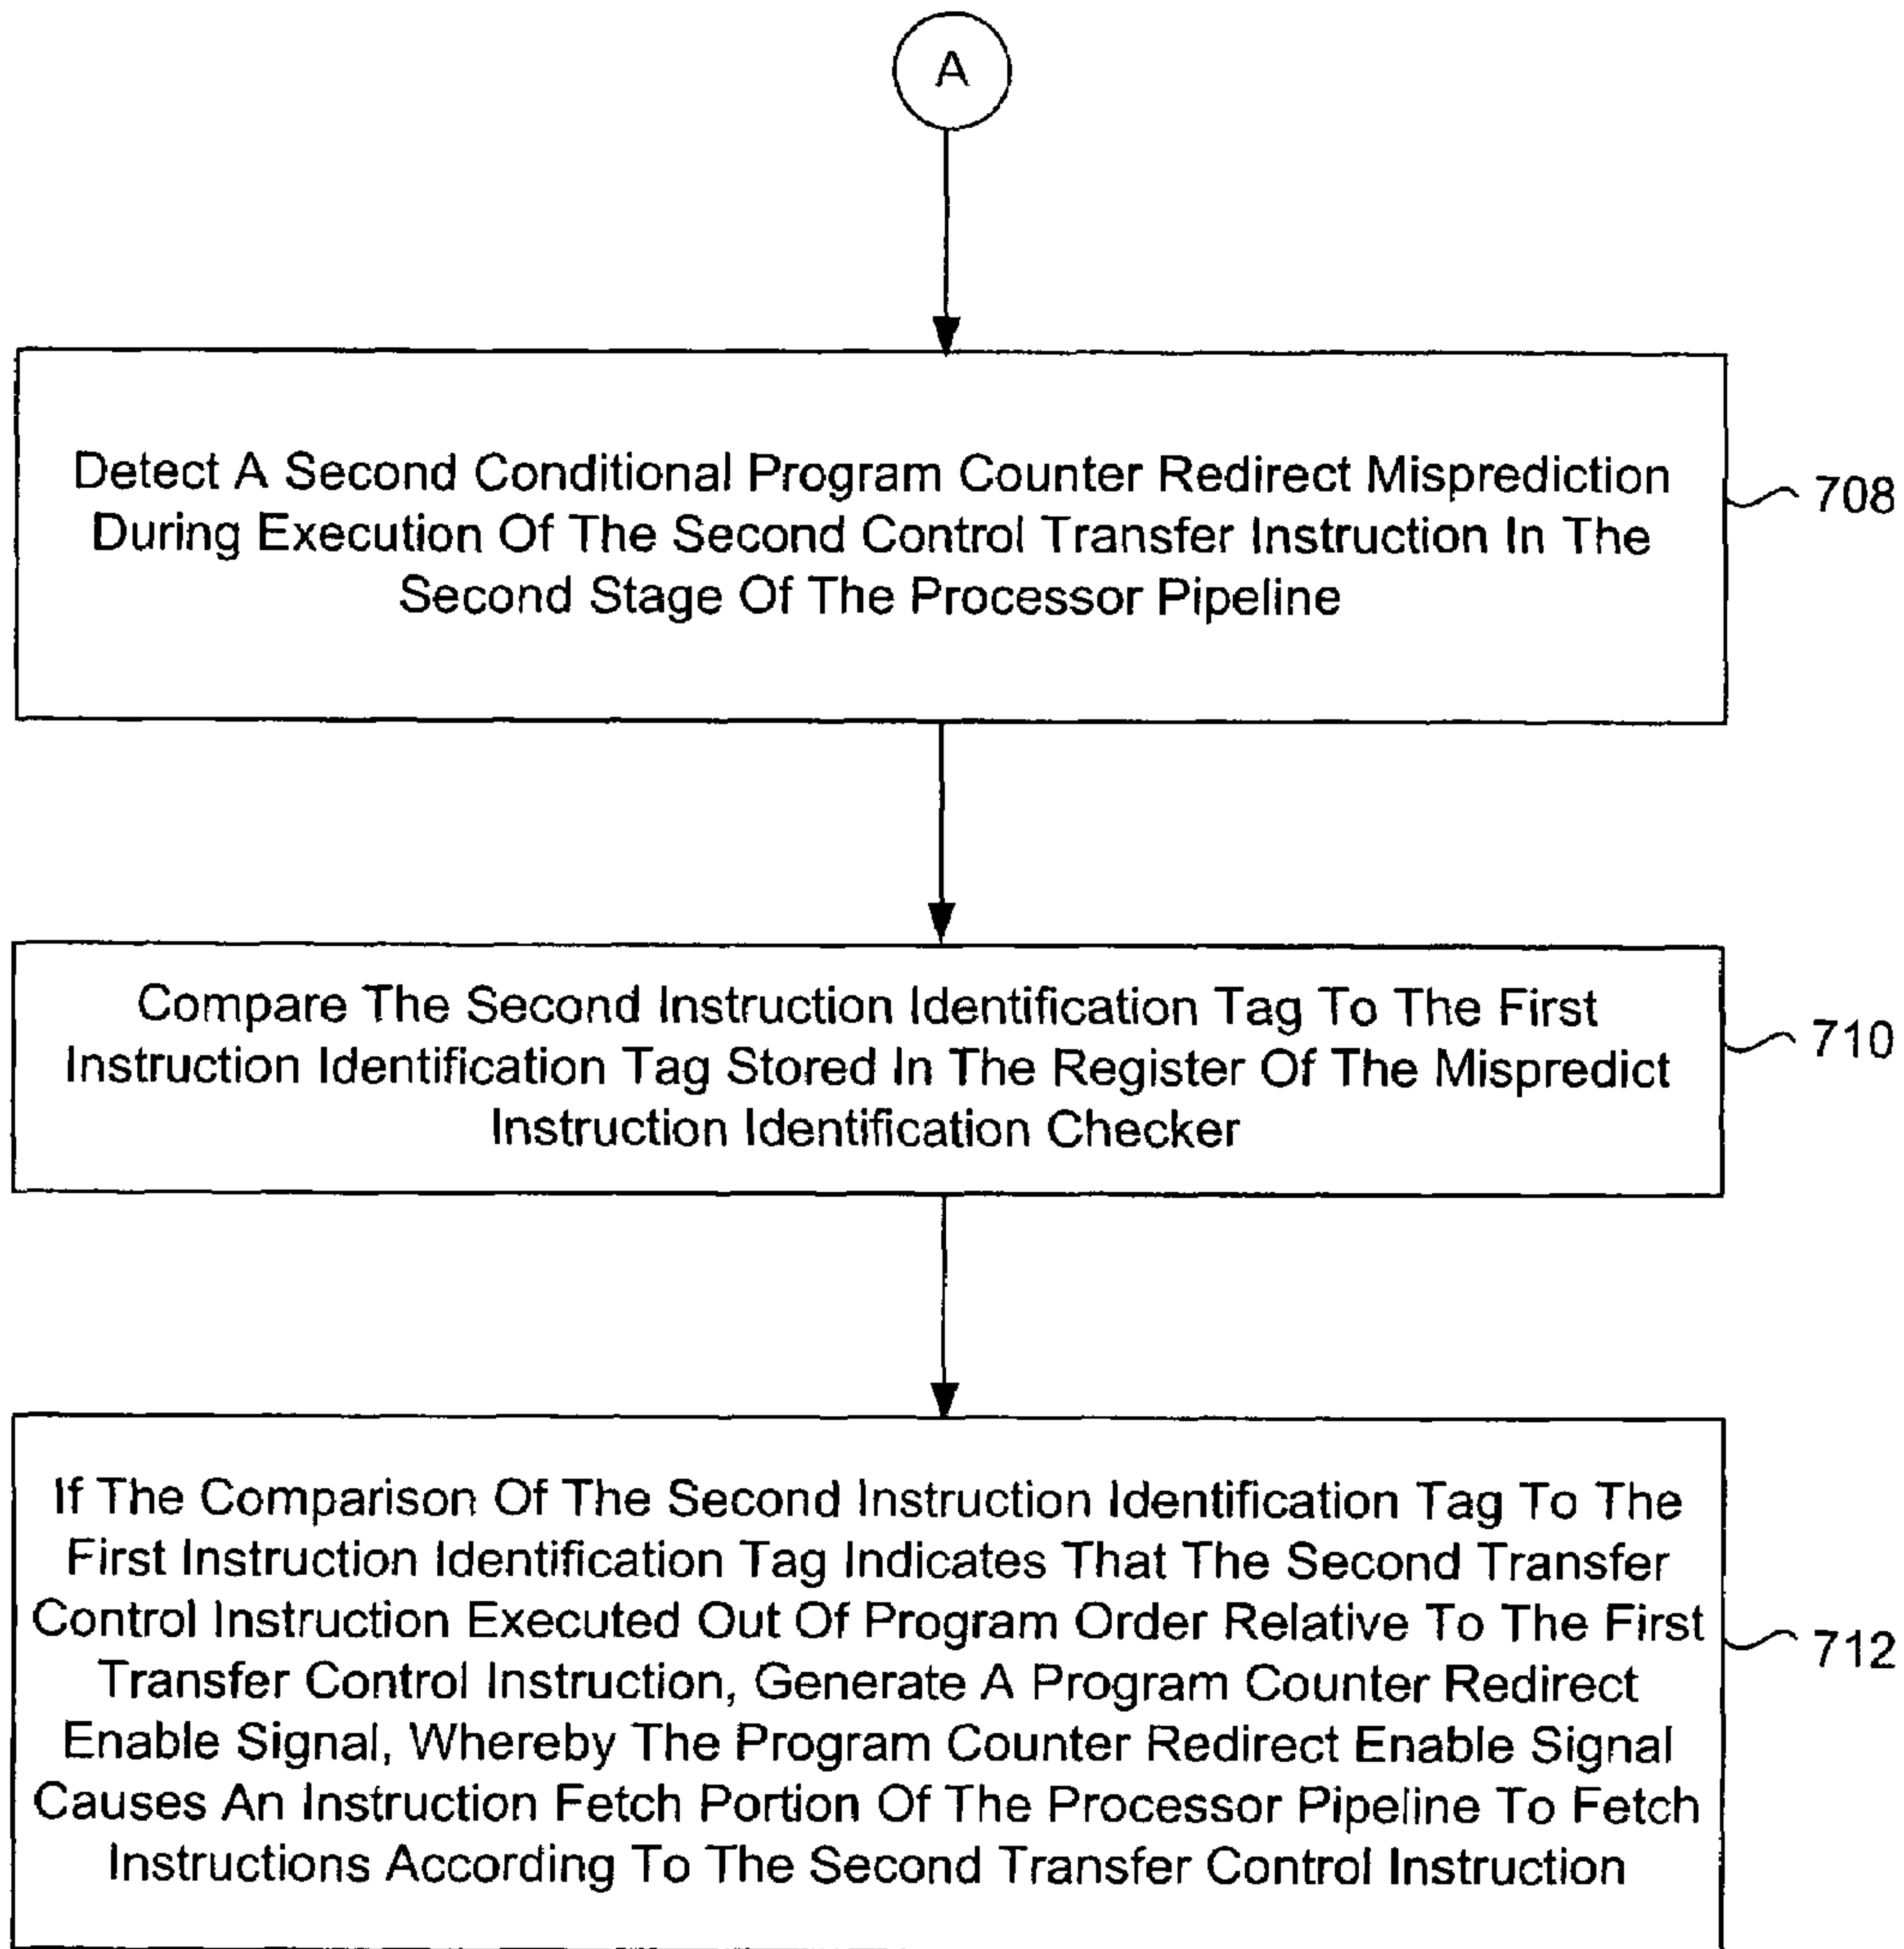 A
Detect A Second Conditional Program Counter Redirect Misprediction
During Execution Of The Second Control Transfer Instruction In The
Second Stage Of The Processor Pipeline
708
Compare The Second Instruction Identification Tag To The First
Instruction Identification Tag Stored In The Register Of The Mispredict
Instruction Identification Checker
710
If The Comparison Of The Second Instruction Identification Tag To The
First Instruction Identification Tag Indicates That The Second Transfer
Control Instruction Executed Out Of Program Order Relative To The First
Transfer Control Instruction, Generate A Program Counter Redirect
Enable Signal, Whereby The Program Counter Redirect Enable Signal
Causes An Instruction Fetch Portion Of The Processor Pipeline To Fetch
Instructions According To The Second Transfer Control Instruction
712